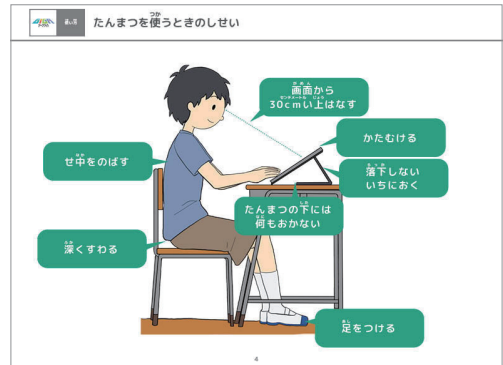 たんまつを使うときのしせい
画面から
30cmい上はなす
かたむける
落下しない
いちにおく
せ中をのばす
たんまつの下には
何もおかない
深くすわる
足をつける
4